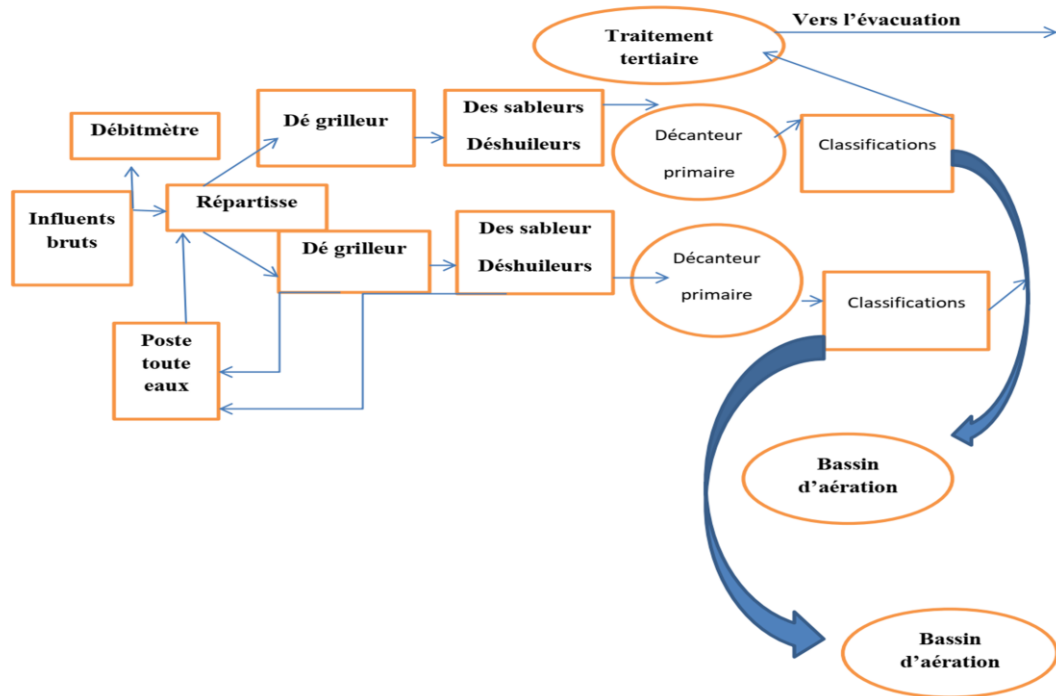 Vers l’évacuation
Traitement
tertiaire
Débitmètre
Dé grilleur
Des sableurs
Déshuileurs
Décanteur
primaire
Classifications
Influents
bruts
Répartisse
Dé grilleur
Des sableur
Déshuileurs
Décanteur
primaire
Classifications
Poste
toute
eaux
Bassin
d’aération
Bassin
d’aération